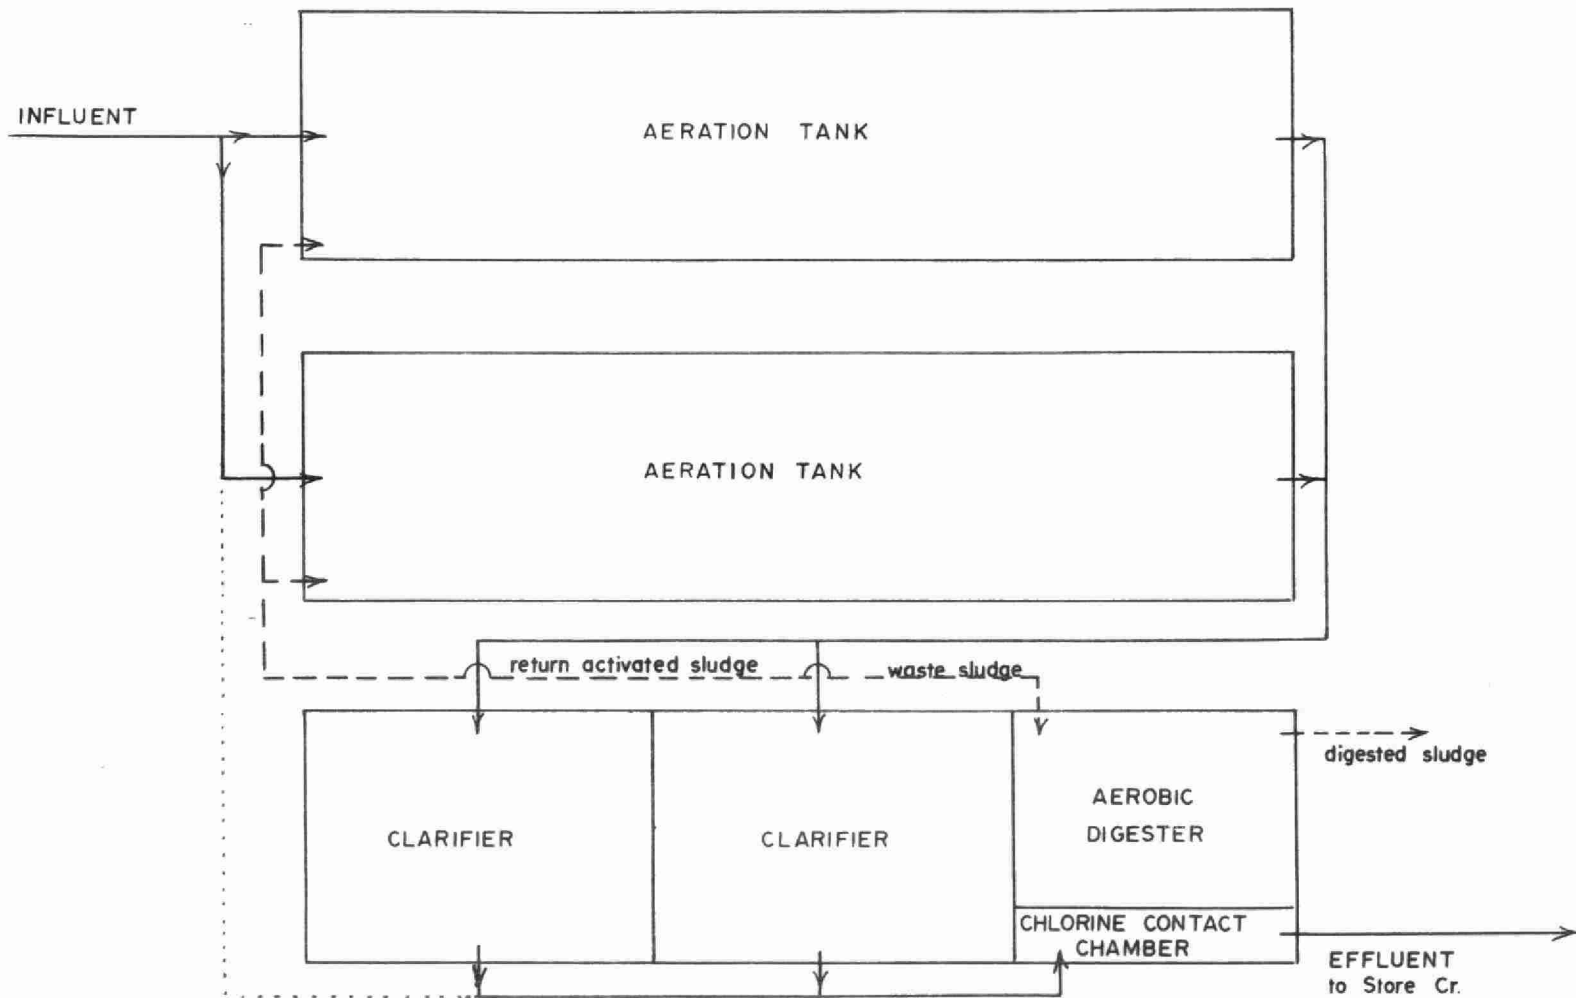 INFLUENT
AERATION TANK
AERATION TANK
return activated sludge
waste sludge
digested sludge
AEROBIC
DIGESTER
CLARIFIER
CLARIFIER
CHLORINE CONTACT
CHAMBER
EFFLUENT
to Store Cr.